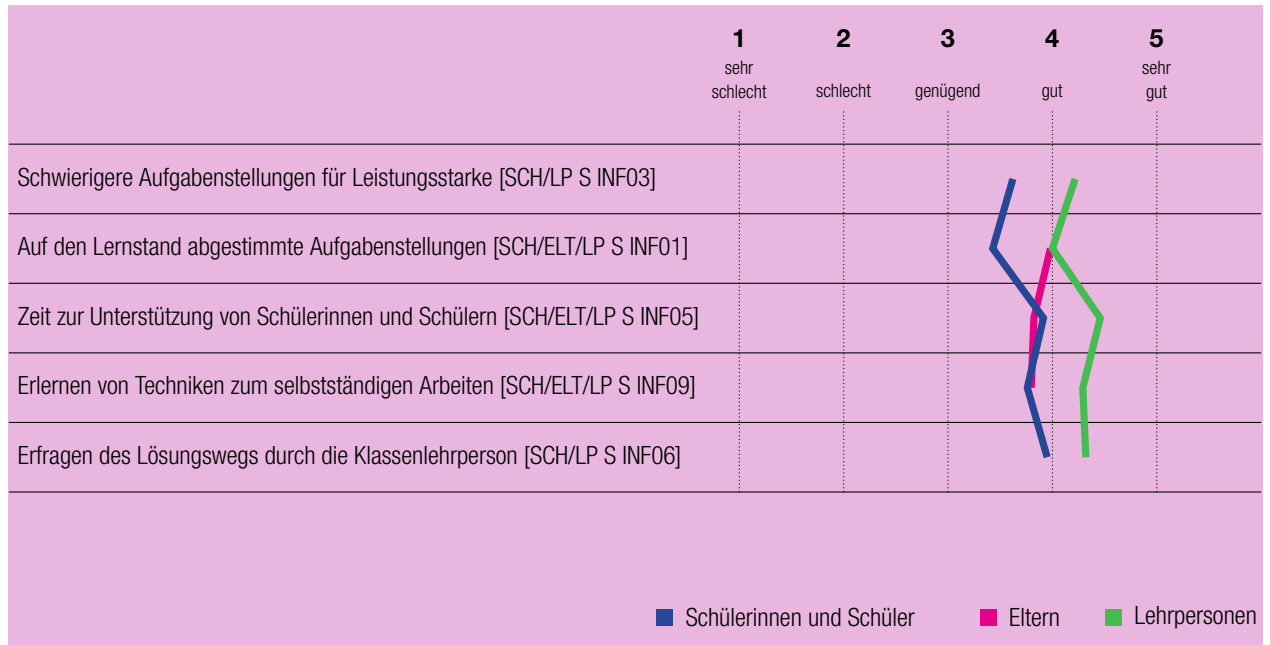 1 2 3 4 5
sehr schlecht schlecht genügend gut sehr gut
Schwierigere Aufgabenstellungen für Leistungsstarke [SCH/LP S INF03]
Auf den Lernstand abgestimmte Aufgabenstellungen [SCH/ELT/LP S INF01]
Zeit zur Unterstützung von Schülerinnen und Schülern [SCH/ELT/LP S INF05]
Erlernen von Techniken zum selbstständigen Arbeiten [SCH/ELT/LP S INF09]
Erfragen des Lösungswegs durch die Klassenlehrperson [SCH/LP S INF06]
Schülerinnen und Schüler Eltern Lehrpersonen